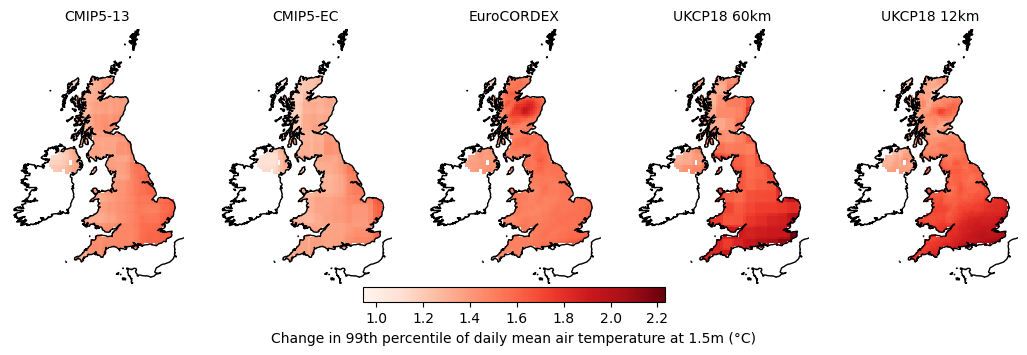 CMIP5-13 CMIP5-EC EuroCORDEX UKCP18 60km UKCP18 12km
1.0 1.2 1.4 1.6 1.8 2.0 2.2
Change in 99th percentile of daily mean air temperature at 1.5m (°C)